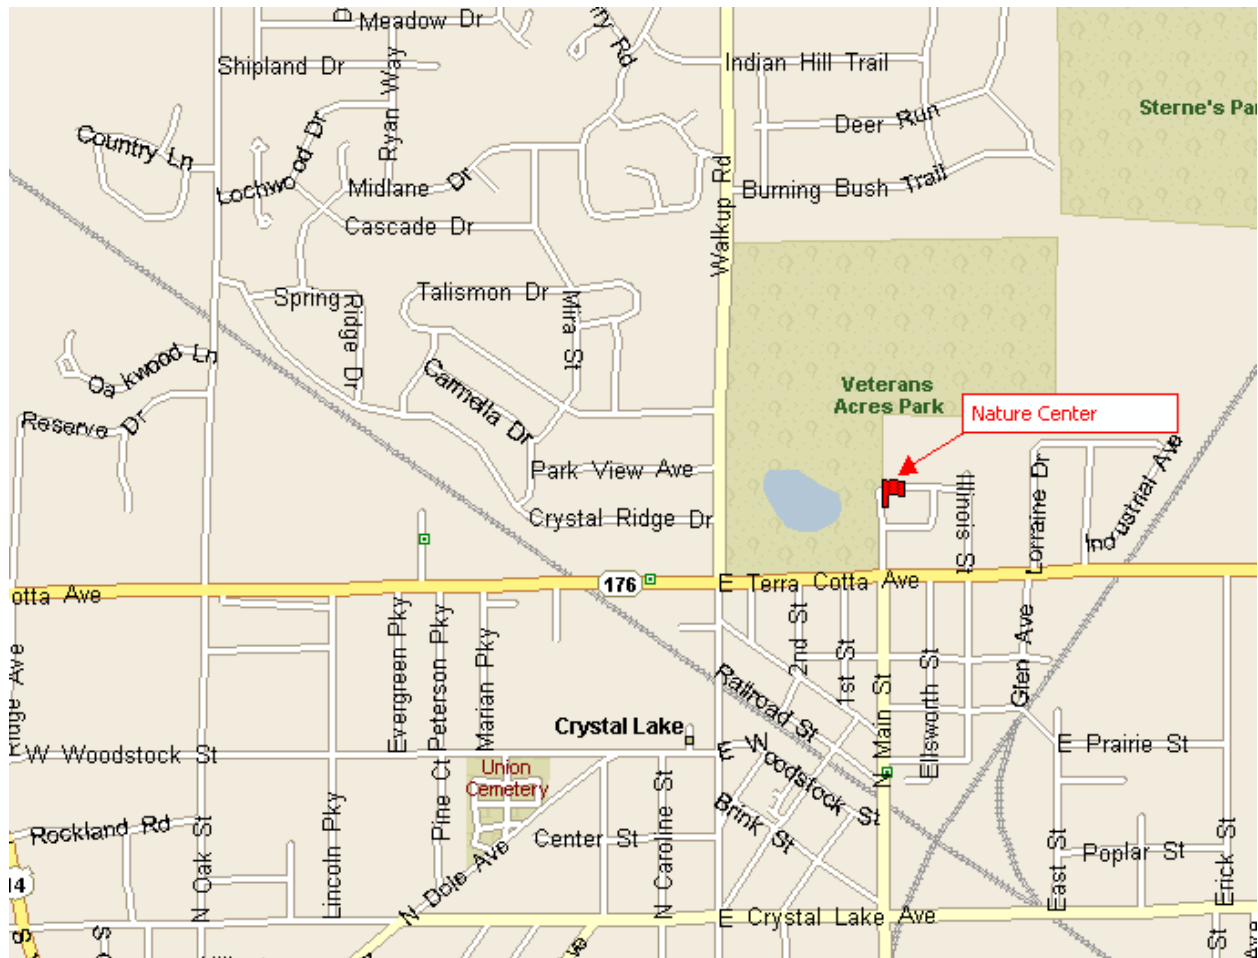 Meadow Dr
Shipland Dr
Ryan Way
Indian Hill Trail
Sterne's Par
Deer Run
Country Ln
Lochwood Dr
Midlane Dr
Burning Bush Trail
Walkup Rd
Cascade Dr
Spring
Ridge Dr
Talismon Dr
Mira St
Oakwood Ln
Carmella Dr
Veterans
Acres Park
Nature Center
Reserve Dr
Park View Ave
Crystal Ridge Dr
Illinois St
Lorraine Dr
Industrial Ave
176
E Terra Cotta Ave
otta Ave
Ridge Ave
Evergreen Pky
Peterson Pky
Marian Pky
2nd St
1st St
N Main St
Ellsworth St
Glen Ave
Railroad St
Crystal Lake
W Woodstock St
E Woodstock St
E Prairie St
Union
Cemetery
Pine Ct
Lincoln Pky
Rockland Rd
N Oak St
N Dole Ave
Center St
N Caroline St
Brink St
East St
Poplar St
Erick St
14
E Crystal Lake Ave
Ave